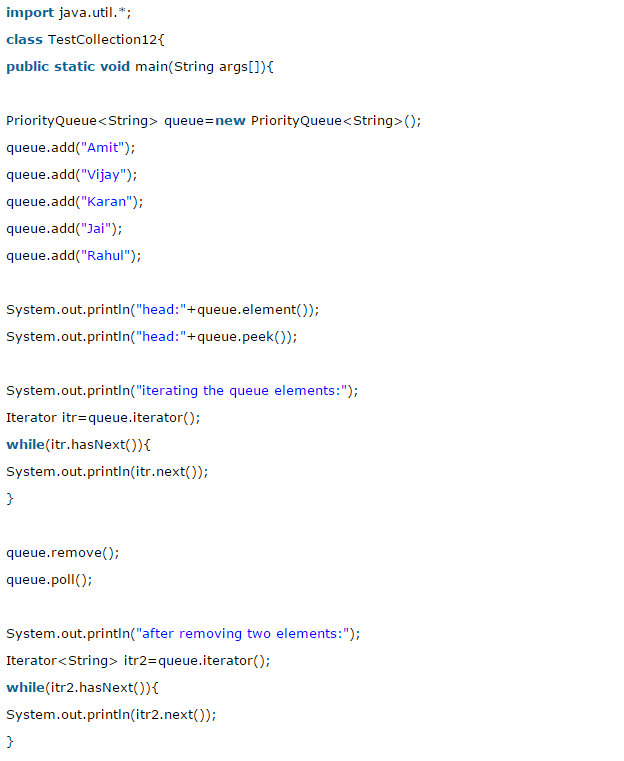 import java.util.*;
class TestCollection12{
public static void main(String args[]){
PriorityQueue<String> queue=new PriorityQueue<String>();
queue.add("Amit");
queue.add("Vijay");
queue.add("Karan");
queue.add("Jai");
queue.add("Rahul");
System.out.println("head:"+queue.element());
System.out.println("head:"+queue.peek());
System.out.println("iterating the queue elements:");
Iterator itr=queue.iterator();
while(itr.hasNext()){
System.out.println(itr.next());
}
queue.remove();
queue.poll();
System.out.println("after removing two elements:");
Iterator<String> itr2=queue.iterator();
while(itr2.hasNext()){
System.out.println(itr2.next());
}